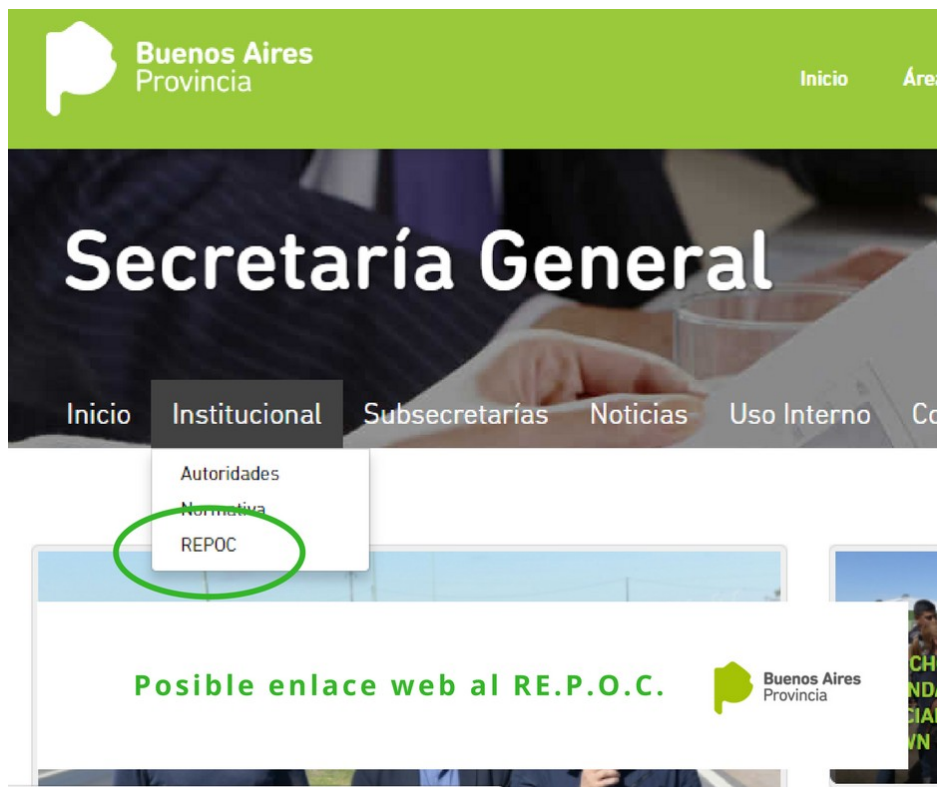 Buenos Aires
Provincia
Inicio
Secretaría General
Inicio Institucional Subsecretarías Noticias Uso Interno
Autoridades
Normativa
REPOC
Posible enlace web al RE.P.O.C.
Buenos Aires
Provincia